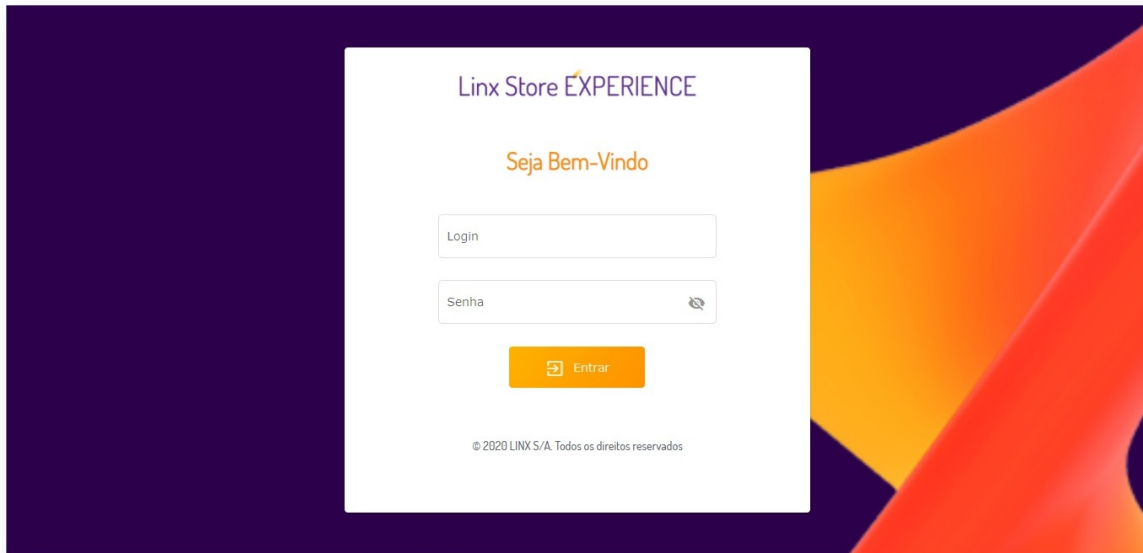 Linx Store EXPERIENCE
Seja Bem-Vindo
Login
Senha
Entrar
© 2020 LINX S/A. Todos os direitos reservados